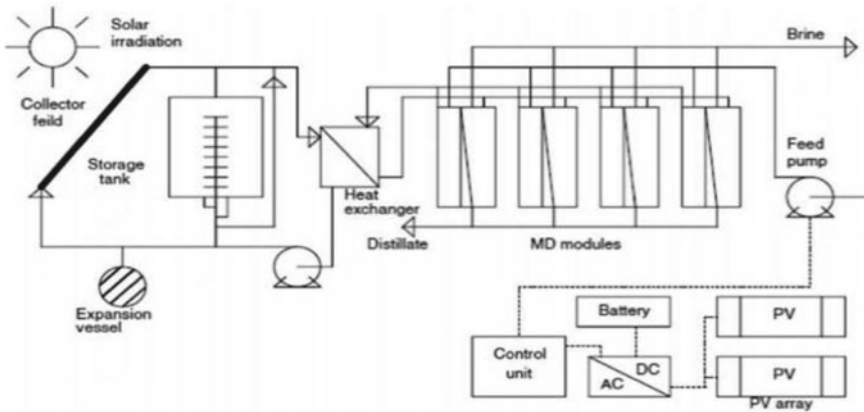 Solar
irradiation
Brine
Collector
feild
Storage
tank
Feed
pump
Heat
exchanger
Distillate
MD modules
Expansion
vessel
Battery
PV
Control
unit
DC
AC
PV
PV array